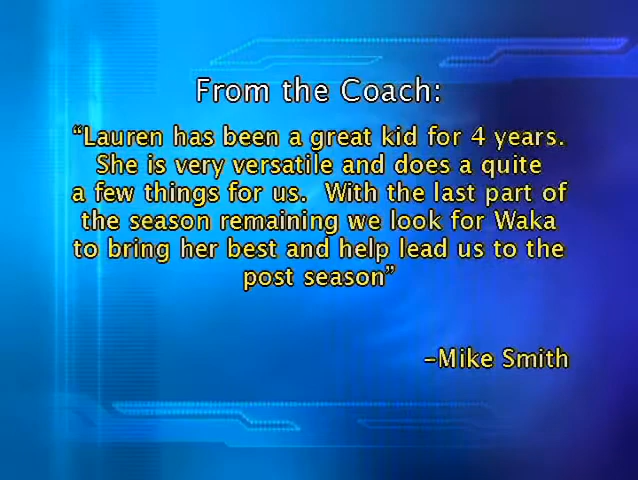 From the Coach:
“Lauren has been a great kid for 4 years.
She is very versatile and does a quite
a few things for us.  With the last part of
the season remaining we look for Waka
to bring her best and help lead us to the
post season”
–Mike Smith